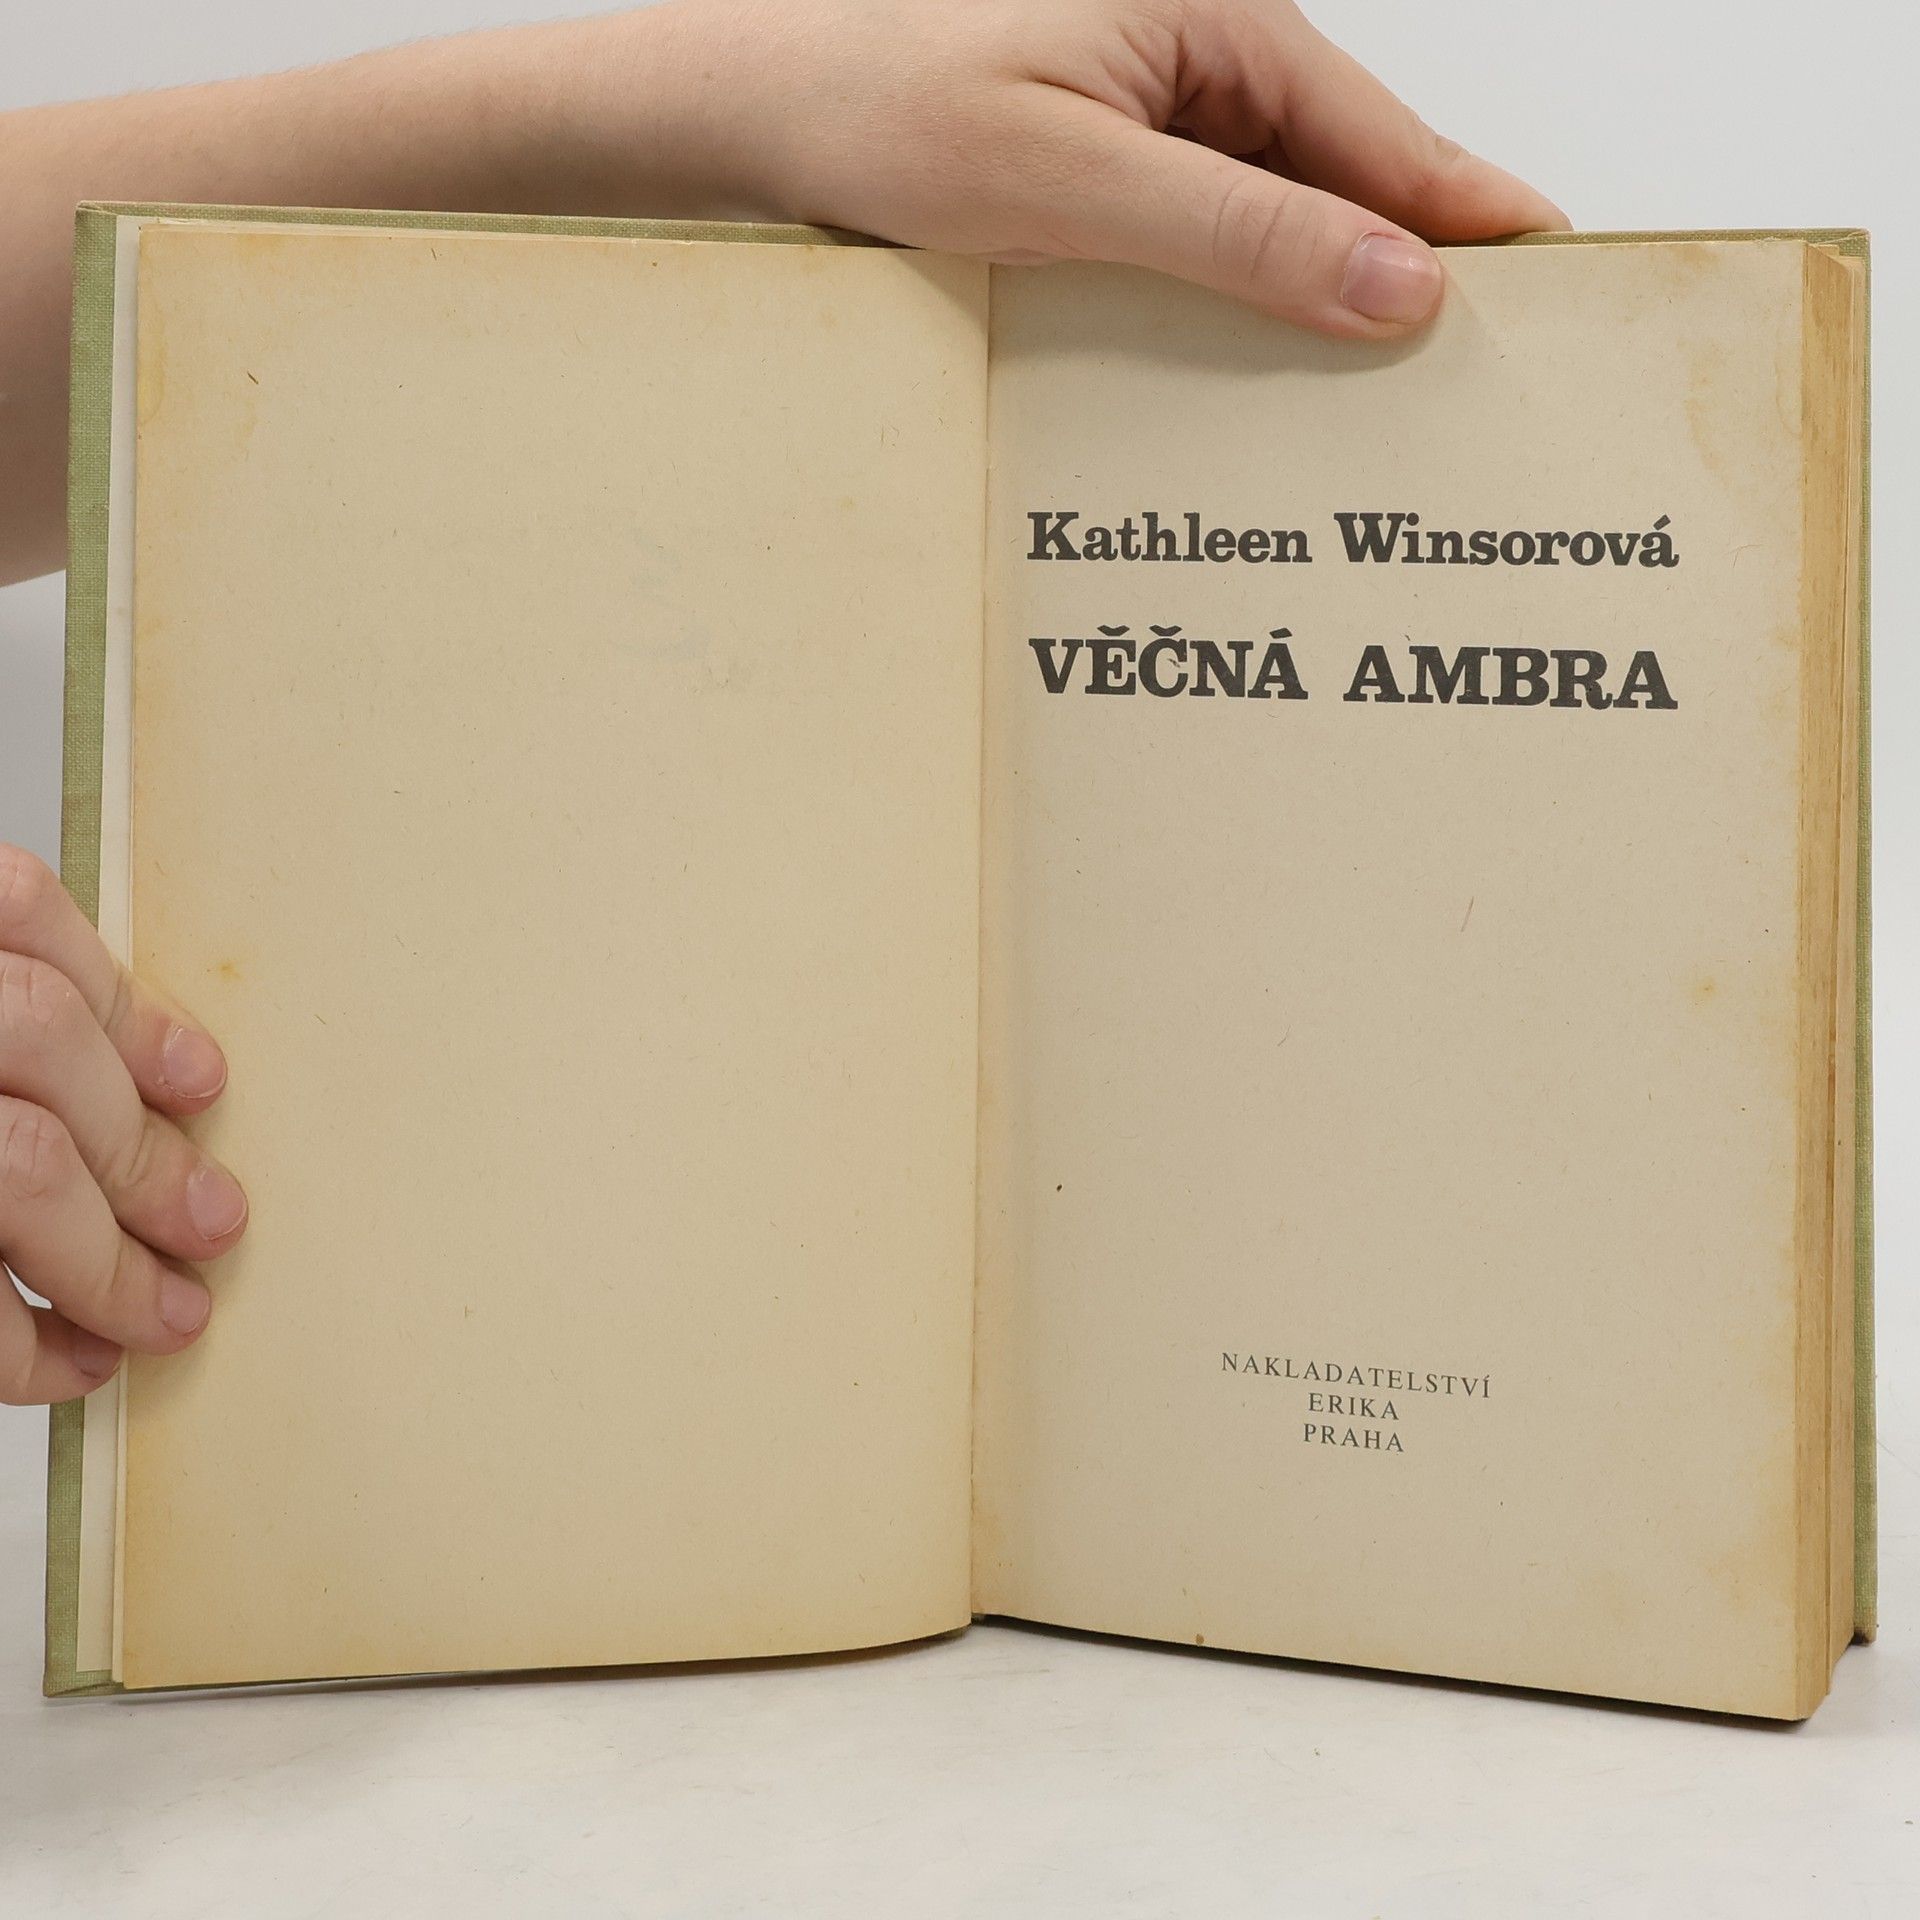 Kathleen Winsorová
VĚČNÁ AMBRA
NAKLADATELSTVÍ
ERIKA
PRAHA